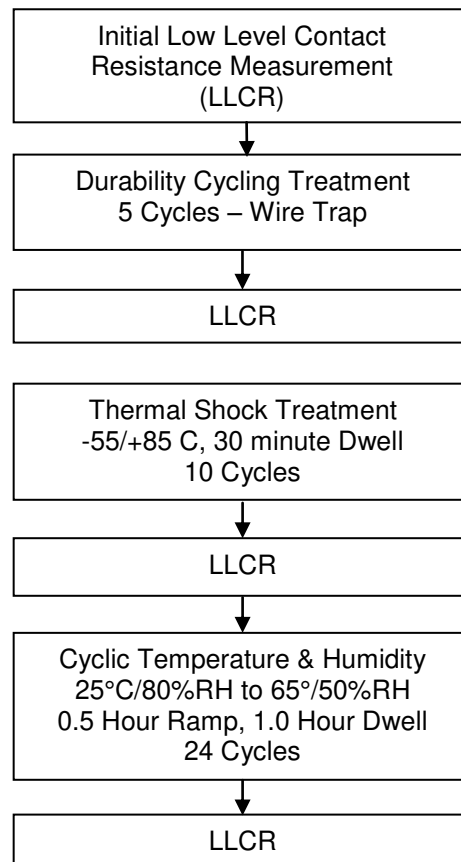 Initial Low Level Contact
Resistance Measurement
(LLCR)
Durability Cycling Treatment
5 Cycles – Wire Trap
LLCR
Thermal Shock Treatment
-55/+85 C, 30 minute Dwell
10 Cycles
LLCR
Cyclic Temperature & Humidity
25°C/80%RH to 65°/50%RH
0.5 Hour Ramp, 1.0 Hour Dwell
24 Cycles
LLCR